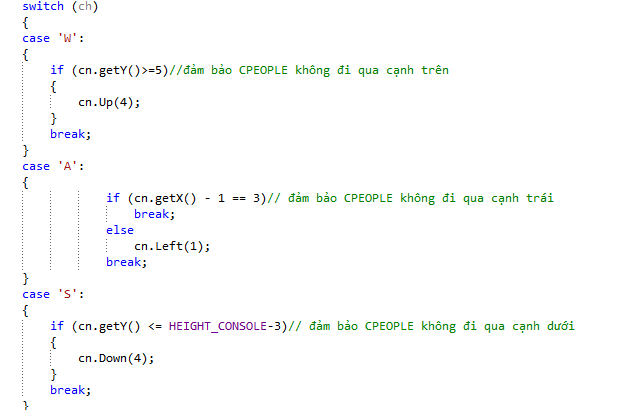 switch (ch)
{
case 'W':
{
if (cn.getY()>=5)//đảm bảo CPEOPLE không đi qua cạnh trên
{
cn.Up(4);
}
break;
}
case 'A':
{
if (cn.getX() - 1 == 3)// đảm bảo CPEOPLE không đi qua cạnh trái
break;
else
cn.Left(1);
break;
}
case 'S':
{
if (cn.getY() <= HEIGHT_CONSOLE-3)// đảm bảo CPEOPLE không đi qua cạnh dưới
{
cn.Down(4);
}
break;
}